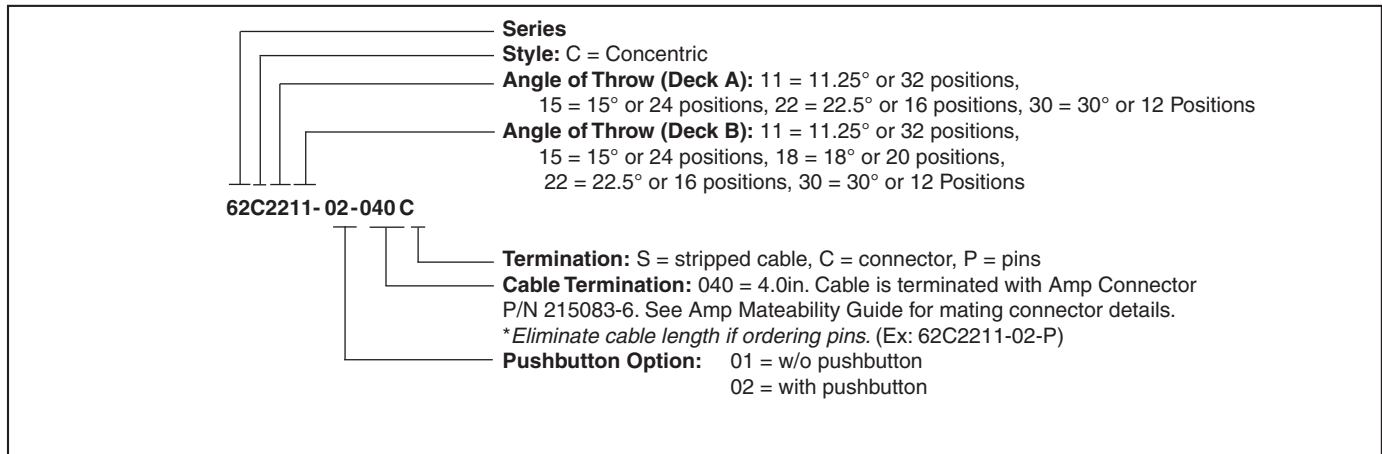 Series
Style: C = Concentric
Angle of Throw (Deck A): 11 = 11.25° or 32 positions,
15 = 15° or 24 positions, 22 = 22.5° or 16 positions, 30 = 30° or 12 Positions
Angle of Throw (Deck B): 11 = 11.25° or 32 positions,
15 = 15° or 24 positions, 18 = 18° or 20 positions,
22 = 22.5° or 16 positions, 30 = 30° or 12 Positions
62C2211-02-040C
Termination: S = stripped cable, C = connector, P = pins
Cable Termination: 040 = 4.0in. Cable is terminated with Amp Connector
P/N 215083-6. See Amp Mateability Guide for mating connector details.
*Eliminate cable length if ordering pins. (Ex: 62C2211-02-P)
Pushbutton Option: 01 = w/o pushbutton
02 = with pushbutton